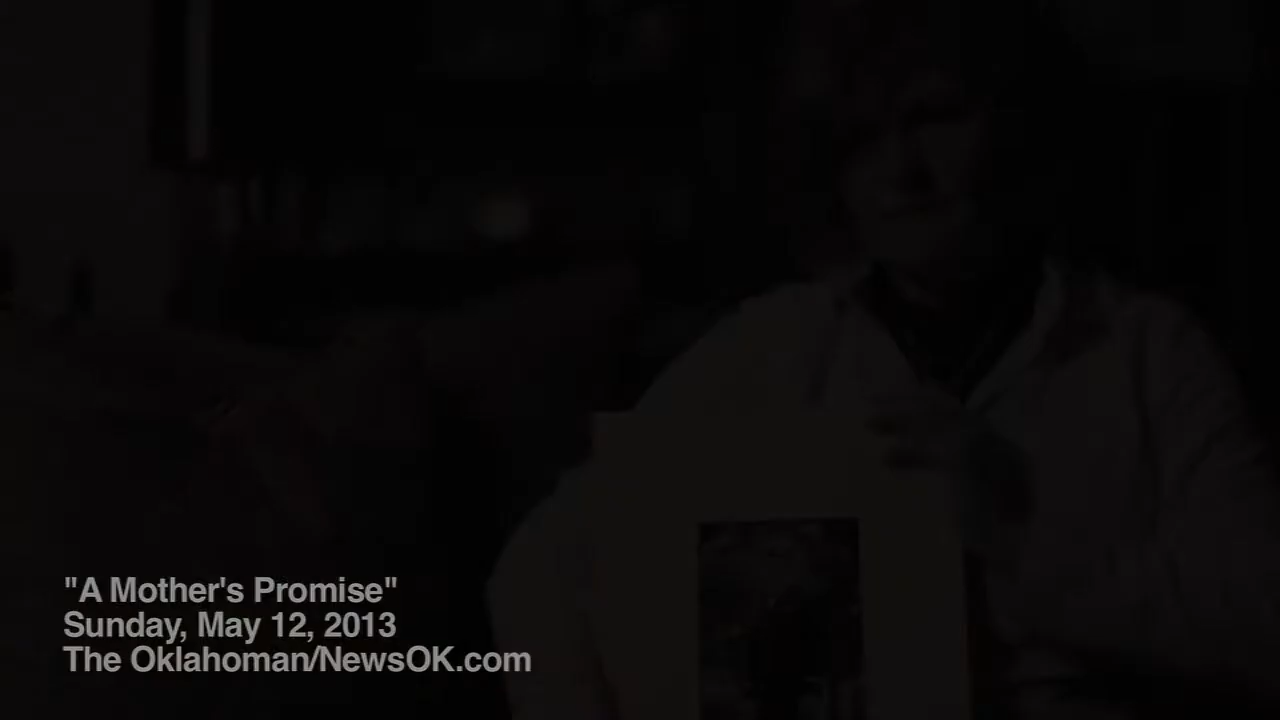 "A Mother's Promise"
Sunday, May 12, 2013
The Oklahoman/NewsOK.com